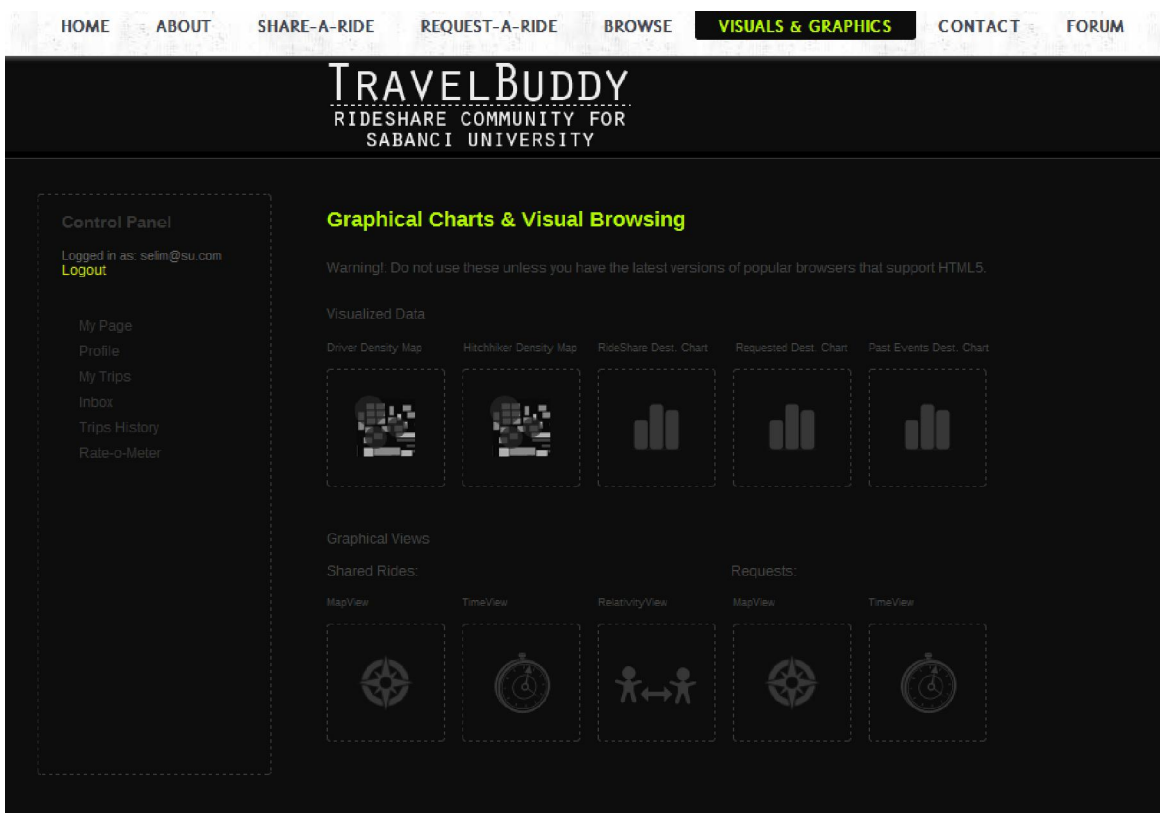 HOME ABOUT SHARE-A-RIDE REQUEST-A-RIDE BROWSE VISUALS & GRAPHICS CONTACT FORUM
TRAVELBUDDY
RIDESHARE COMMUNITY FOR
SABANCI UNIVERSITY
Control Panel
Logged in as: selim@su.com
Logout
My Page
Profile
My Trips
Inbox
Trips History
Rate-o-Meter
Graphical Charts & Visual Browsing
Warning!: Do not use these unless you have the latest versions of popular browsers that support HTML5.
Visualized Data
Driver Density Map Hitchhiker Density Map RideShare Dest. Chart Requested Dest. Chart Past Events Dest. Chart
Graphical Views
Shared Rides: Requests:
MapView TimeView RelativityView MapView TimeView